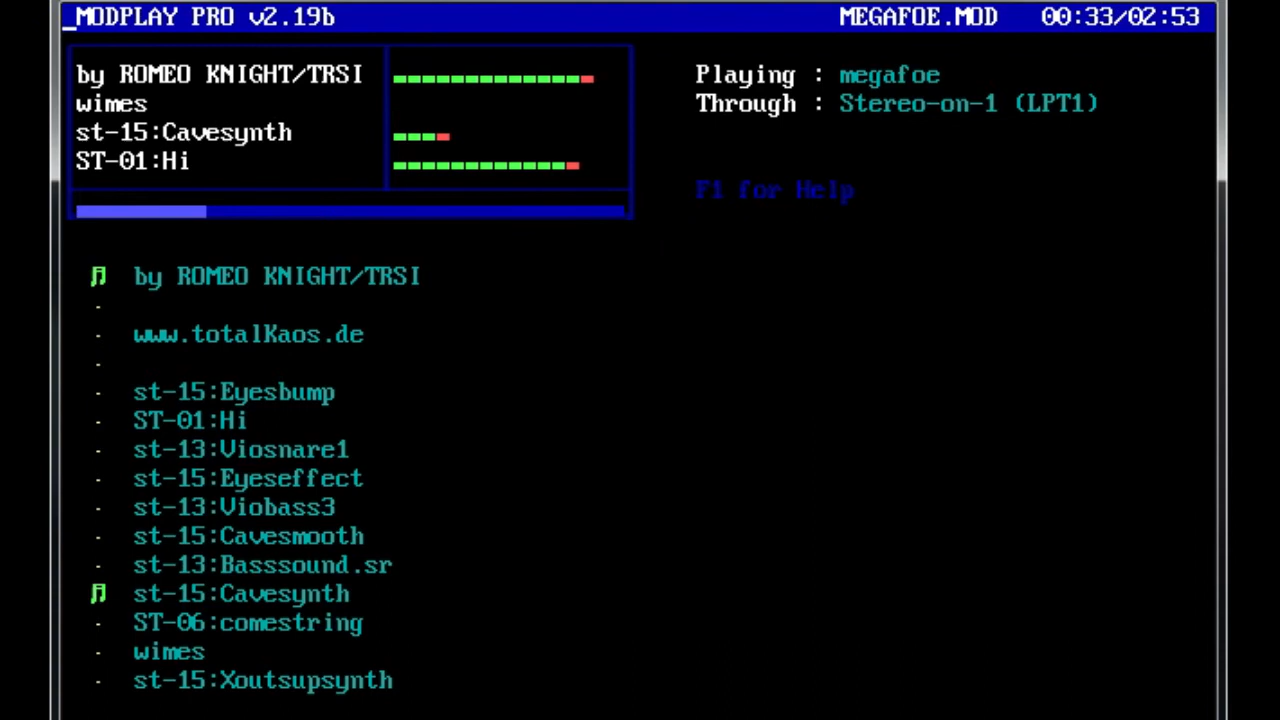 _MODPLAY PRO v2.19b MEGAFOE.MOD 00:33/02:53
by ROMEO KNIGHT/TRSI
wimes
st-15:Cavesynth
ST-01:Hi
Playing : megafoe
Through : Stereo-on-1 (LPT1)
F1 for Help
♫ by ROMEO KNIGHT/TRSI
·
· www.totalKaos.de
·
· st-15:Eyesbump
· ST-01:Hi
· st-13:Viosnare1
· st-15:Eyeseffect
· st-13:Viobass3
· st-15:Cavesmooth
· st-13:Basssound.sr
♫ st-15:Cavesynth
· ST-06:comestring
· wimes
· st-15:Xoutsupsynth